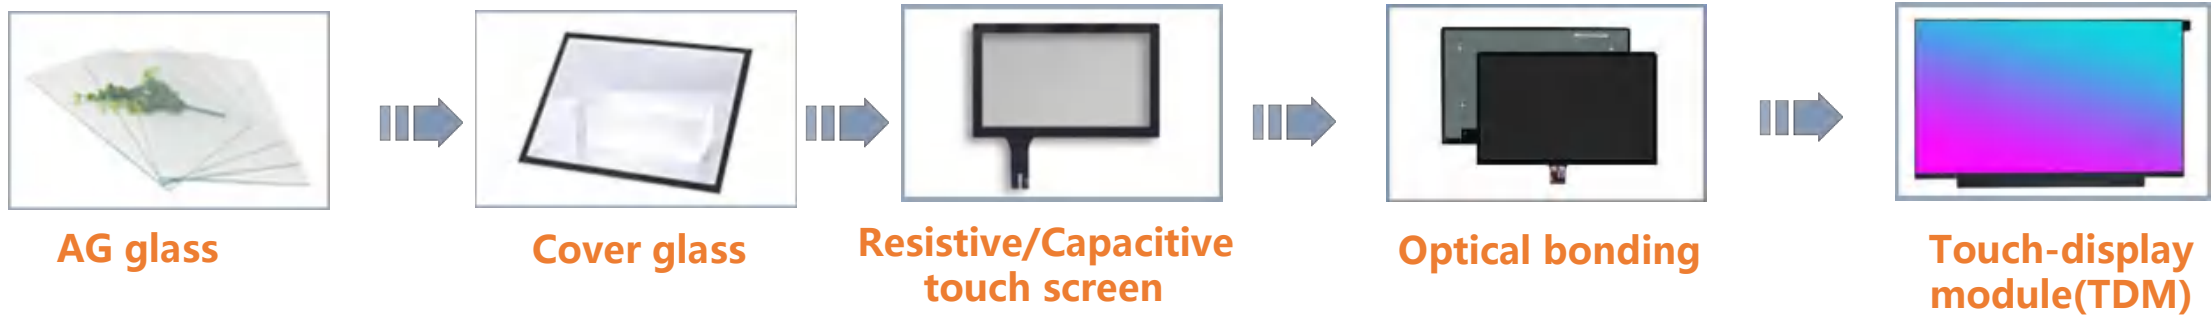 AG glass
Cover glass
Resistive/Capacitive
touch screen
Optical bonding
Touch-display
module(TDM)